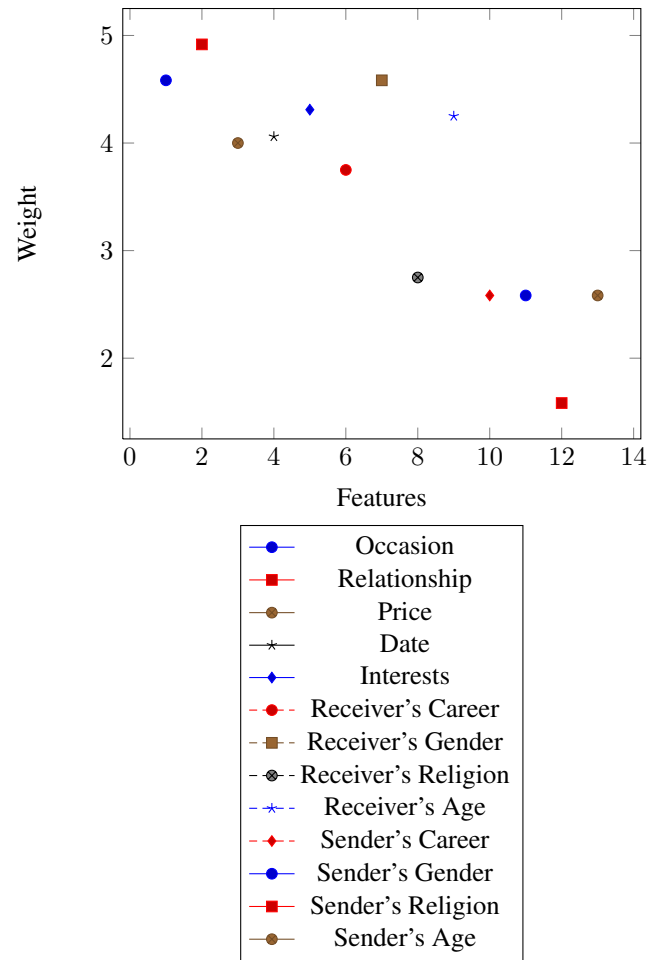 5
4
3
2
Weight
0 2 4 6 8 10 12 14
Features
Occasion
Relationship
Price
Date
Interests
Receiver's Career
Receiver's Gender
Receiver's Religion
Receiver's Age
Sender's Career
Sender's Gender
Sender's Religion
Sender's Age